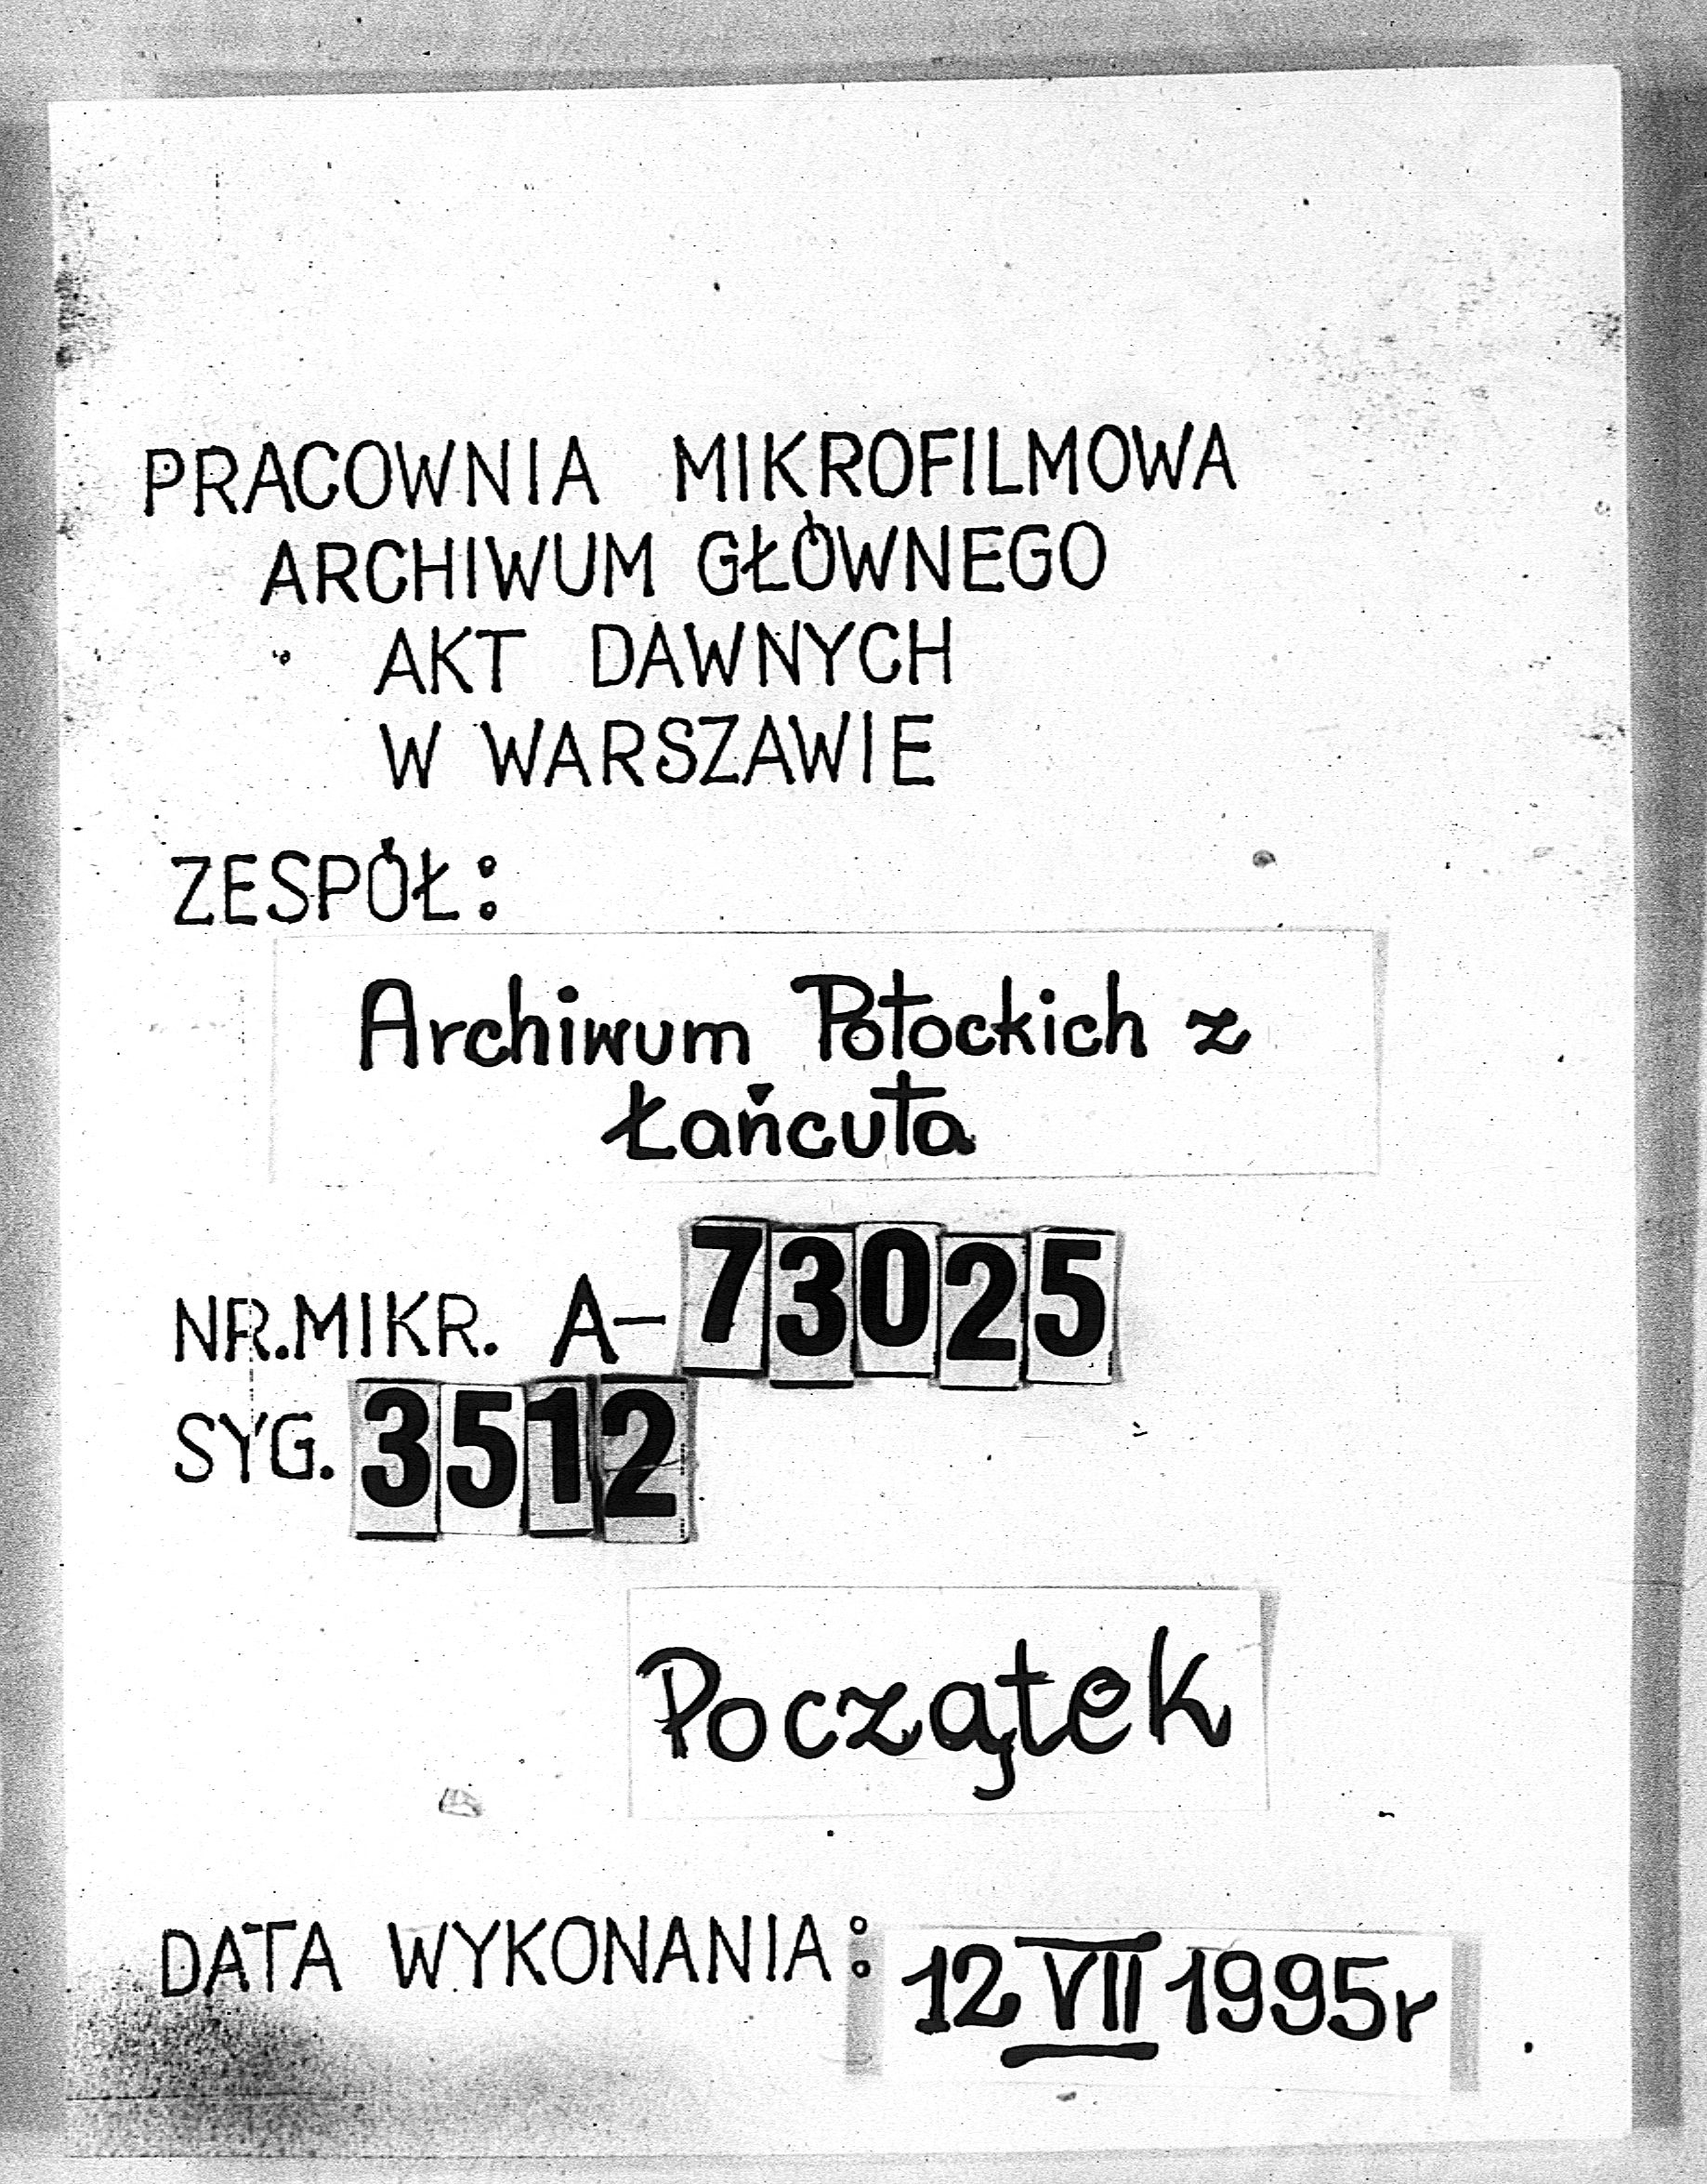 PRACOWNIA MIKROFILMOWA
ARCHIWUM GŁÓWNEGO
AKT DAWNYCH
W WARSZAWIE
ZESPÓŁ:
Archiwum Potockich z
Łańcuta
NR.MIKR. A-73025
SYG. 3512
Początek
DATA WYKONANIA: 12 VII 1995r